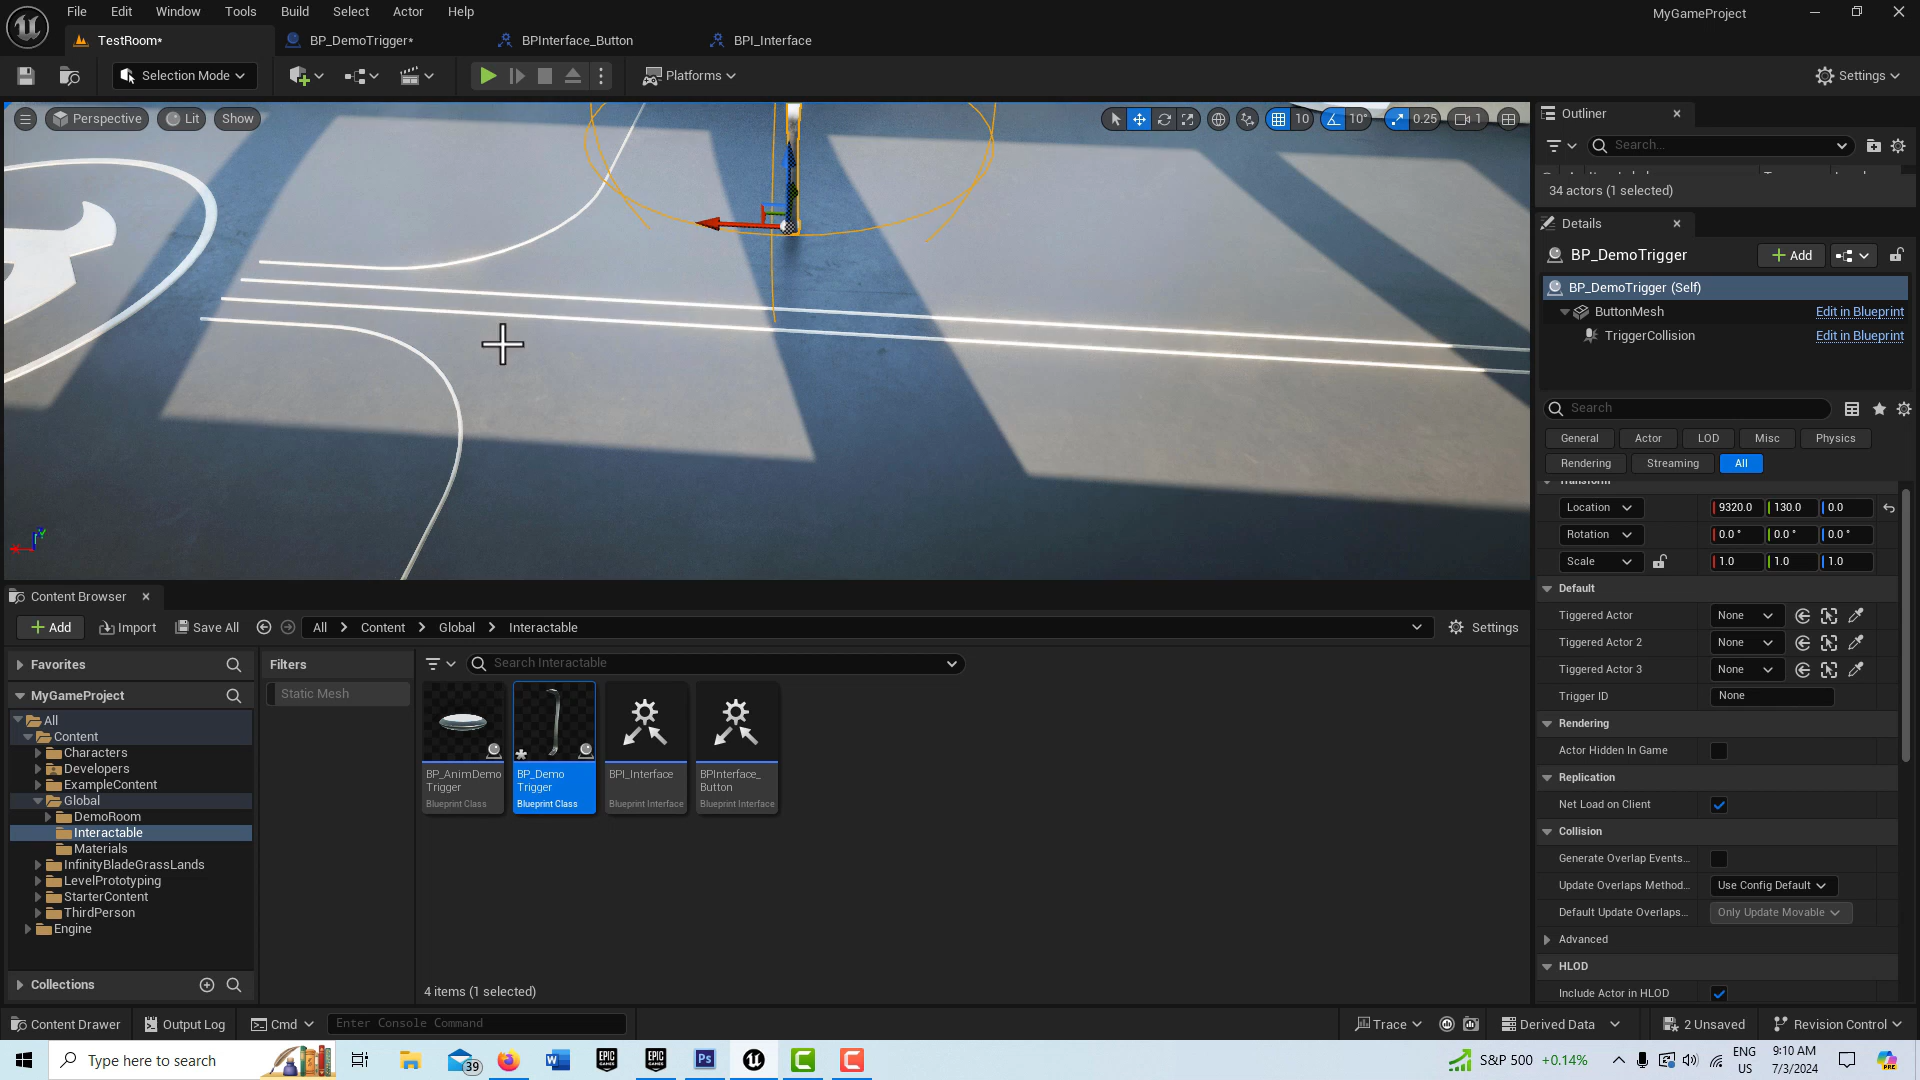 File Edit Window Tools Build Select Actor Help
MyGameProject
TestRoom* BP_DemoTrigger* BPInterface_Button BPI_Interface
Selection Mode Platforms Settings
Perspective Lit Show 10 10° 0.25 1
Outliner
Search...
34 actors (1 selected)
Details
BP_DemoTrigger Add
BP_DemoTrigger (Self)
ButtonMesh Edit in Blueprint
TriggerCollision Edit in Blueprint
Search
General Actor LOD Misc Physics
Rendering Streaming All
Transform
Location 9320.0 130.0 0.0
Rotation 0.0 ° 0.0 ° 0.0 °
Scale 1.0 1.0 1.0
Default
Tiggered Actor None
Tiggered Actor 2 None
Tiggered Actor 3 None
Trigger ID None
Rendering
Actor Hidden In Game
Replication
Net Load on Client
Collision
Generate Overlap Events...
Update Overlaps Method... Use Config Default
Default Update Overlaps... Only Update Movable
Advanced
HLOD
Include Actor in HLOD
Content Browser
Add Import Save All All Content Global Interactable Settings
Favorites
MyGameProject
All
Content
Characters
Developers
ExampleContent
Global
DemoRoom
Interactable
Materials
InfinityBladeGrassLands
LevelPrototyping
StarterContent
ThirdPerson
Engine
Collections
Filters
Static Mesh
Search Interactable
BP_AnimDemo
Trigger
Blueprint Class
BP_Demo
Trigger
Blueprint Class
BPI_Interface
Blueprint Interface
BPInterface_
Button
Blueprint Interface
4 items (1 selected)
Content Drawer Output Log Cmd Enter Console Command Trace Derived Data 2 Unsaved Revision Control
Type here to search 39 W EPIC GAMES EPIC GAMES Ps C C S&P 500 +0.14% ENG US 9:10 AM 7/3/2024 PRE